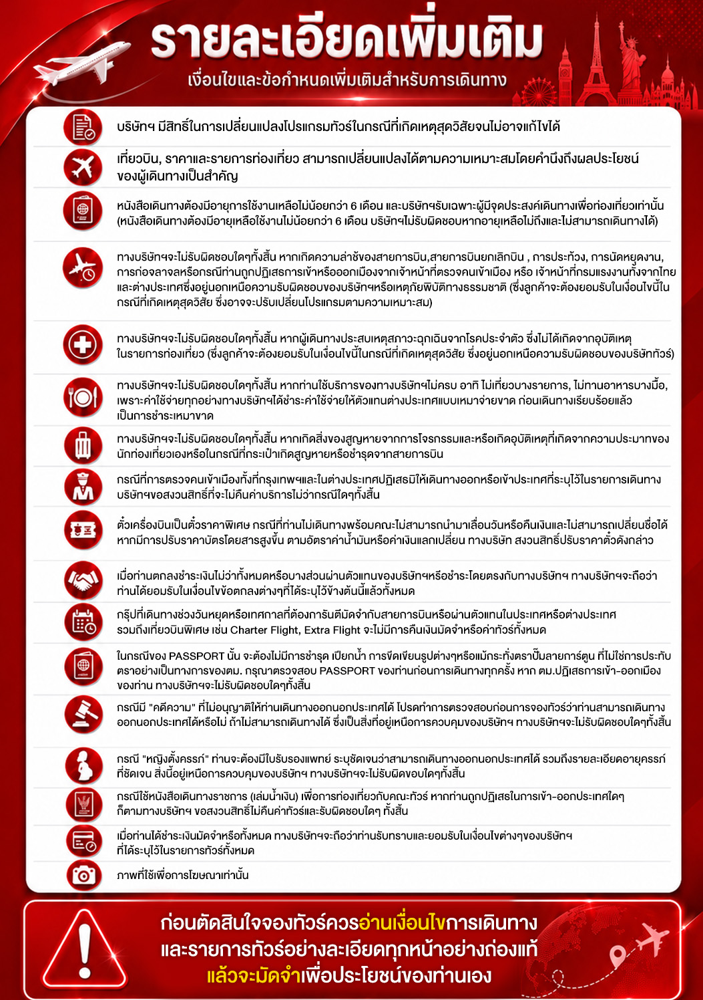 รายละเอียดเพิ่มเติม
เงื่อนไขและข้อกำหนดเพิ่มเติมสำหรับการเดินทาง
บริษัทฯ มีสิทธิ์ในการเปลี่ยนแปลงโปรแกรมทัวร์ในกรณีที่เกิดเหตุสุดวิสัยจนไม่อาจแก้ไขได้
เที่ยวบิน, ราคาและรายการท่องเที่ยว สามารถเปลี่ยนแปลงได้ตามความเหมาะสมโดยคำนึงถึงผลประโยชน์
ของผู้เดินทางเป็นสำคัญ
หนังสือเดินทางต้องมีอายุการใช้งานเหลือไม่น้อยกว่า 6 เดือน และบริษัทฯรับเฉพาะผู้มีจุดประสงค์เดินทางเพื่อท่องเที่ยวเท่านั้น
(หนังสือเดินทางต้องมีอายุเหลือใช้งานไม่น้อยกว่า 6 เดือน บริษัทฯไม่รับผิดชอบหากอายุเหลือไม่ถึงและไม่สามารถเดินทางได้)
ทางบริษัทฯจะไม่รับผิดชอบใดๆทั้งสิ้น หากเกิดความล่าช้าของสายการบิน,สายการบินยกเลิกบิน , การประท้วง, การนัดหยุดงาน,
การก่อจลาจลหรือกรณีท่านถูกปฏิเสธการเข้าหรือออกเมืองจากเจ้าหน้าที่ตรวจคนเข้าเมือง หรือ เจ้าหน้าที่กรมแรงงานทั้งจากไทย
และต่างประเทศซึ่งอยู่นอกเหนือความรับผิดชอบของบริษัทฯหรือเหตุภัยพิบัติทางธรรมชาติ (ซึ่งลูกค้าจะต้องยอมรับในเงื่อนไขนี้ใน
กรณีที่เกิดเหตุสุดวิสัย ซึ่งอาจจะปรับเปลี่ยนโปรแกรมตามความเหมาะสม)
ทางบริษัทฯจะไม่รับผิดชอบใดๆทั้งสิ้น หากผู้เดินทางประสบเหตุสภาวะฉุกเฉินจากโรคประจำตัว ซึ่งไม่ได้เกิดจากอุบัติเหตุ
ในรายการท่องเที่ยว (ซึ่งลูกค้าจะต้องยอมรับในเงื่อนไขนี้ในกรณีที่เกิดเหตุสุดวิสัย ซึ่งอยู่นอกเหนือความรับผิดชอบของบริษัททัวร์)
ทางบริษัทฯจะไม่รับผิดชอบใดๆทั้งสิ้น หากท่านใช้บริการของทางบริษัทฯไม่ครบ อาทิ ไม่เที่ยวบางรายการ, ไม่ทานอาหารบางมื้อ,
เพราะค่าใช้จ่ายทุกอย่างทางบริษัทฯได้ชำระค่าใช้จ่ายให้ตัวแทนต่างประเทศแบบเหมาจ่ายขาด ก่อนเดินทางเรียบร้อยแล้ว
เป็นการชำระเหมาขาด
ทางบริษัทฯจะไม่รับผิดชอบใดๆทั้งสิ้น หากเกิดสิ่งของสูญหายจากการโจรกรรมและหรือเกิดอุบัติเหตุที่เกิดจากความประมาทของ
นักท่องเที่ยวเองหรือในกรณีที่กระเป๋าเกิดสูญหายหรือชำรุดจากสายการบิน
กรณีที่การตรวจคนเข้าเมืองทั้งที่กรุงเทพฯและในต่างประเทศปฏิเสธมิให้เดินทางออกหรือเข้าประเทศที่ระบุไว้ในรายการเดินทาง
บริษัทฯขอสงวนสิทธิ์ที่จะไม่คืนค่าบริการไม่ว่ากรณีใดๆทั้งสิ้น
ตั๋วเครื่องบินเป็นตั๋วราคาพิเศษ กรณีที่ท่านไม่เดินทางพร้อมคณะไม่สามารถนำมาเลื่อนวันหรือคืนเงินและไม่สามารถเปลี่ยนชื่อได้
หากมีการปรับราคาบัตรโดยสารสูงขึ้น ตามอัตราค่าน้ำมันหรือค่าเงินแลกเปลี่ยน ทางบริษัท สงวนสิทธิ์ปรับราคาตั๋วดังกล่าว
เมื่อท่านตกลงชำระเงินไม่ว่าทั้งหมดหรือบางส่วนผ่านตัวแทนของบริษัทฯหรือชำระโดยตรงกับทางบริษัทฯ ทางบริษัทฯจะถือว่า
ท่านได้ยอมรับในเงื่อนไขข้อตกลงต่างๆที่ได้ระบุไว้ข้างต้นนี้แล้วทั้งหมด
กรุ๊ปที่เดินทางช่วงวันหยุดหรือเทศกาลที่ต้องการันตีมัดจำกับสายการบินหรือผ่านตัวแทนในประเทศหรือต่างประเทศ
รวมถึงเที่ยวบินพิเศษ เช่น Charter Flight, Extra Flight จะไม่มีการคืนเงินมัดจำหรือค่าทัวร์ทั้งหมด
ในกรณีของ PASSPORT นั้น จะต้องไม่มีการชำรุด เปียกน้ำ การขีดเขียนรูปต่างๆหรือแม้กระทั่งตราปั๊มลายการ์ตูน ที่ไม่ใช่การประทับ
ตราอย่างเป็นทางการของตม. กรุณาตรวจสอบ PASSPORT ของท่านก่อนการเดินทางทุกครั้ง หาก ตม.ปฏิเสธการเข้า-ออกเมือง
ของท่าน ทางบริษัทฯจะไม่รับผิดชอบใดๆทั้งสิ้น
กรณีมี "คดีความ" ที่ไม่อนุญาติให้ท่านเดินทางออกนอกประเทศได้ โปรดทำการตรวจสอบก่อนการจองทัวร์ว่าท่านสามารถเดินทาง
ออกนอกประเทศได้หรือไม่ ถ้าไม่สามารถเดินทางได้ ซึ่งเป็นสิ่งที่อยู่เหนือการควบคุมของบริษัทฯ ทางบริษัทฯจะไม่รับผิดชอบใดๆทั้งสิ้น
กรณี "หญิงตั้งครรภ์" ท่านจะต้องมีใบรับรองแพทย์ ระบุชัดเจนว่าสามารถเดินทางออกนอกประเทศได้ รวมถึงรายละเอียดอายุครรภ์
ที่ชัดเจน สิ่งนี้อยู่เหนือการควบคุมของบริษัทฯ ทางบริษัทฯจะไม่รับผิดขอบใดๆทั้งสิ้น
กรณีใช้หนังสือเดินทางราชการ (เล่มน้ำเงิน) เพื่อการท่องเที่ยวกับคณะทัวร์ หากท่านถูกปฏิเสธในการเข้า-ออกประเทศใดๆ
ก็ตามทางบริษัทฯ ขอสงวนสิทธิ์ไม่คืนค่าทัวร์และรับผิดชอบใดๆ ทั้งสิ้น
เมื่อท่านได้ชำระเงินมัดจำหรือทั้งหมด ทางบริษัทฯจะถือว่าท่านรับทราบและยอมรับในเงื่อนไขต่างๆของบริษัทฯ
ที่ได้ระบุไว้ในรายการทัวร์ทั้งหมด
ภาพที่ใช้เพื่อการโฆษณาเท่านั้น
ก่อนตัดสินใจจองทัวร์ควรอ่านเงื่อนไขการเดินทาง
และรายการทัวร์อย่างละเอียดทุกหน้าอย่างถ่องแท้
แล้วจะมัดจำเพื่อประโยชน์ของท่านเอง